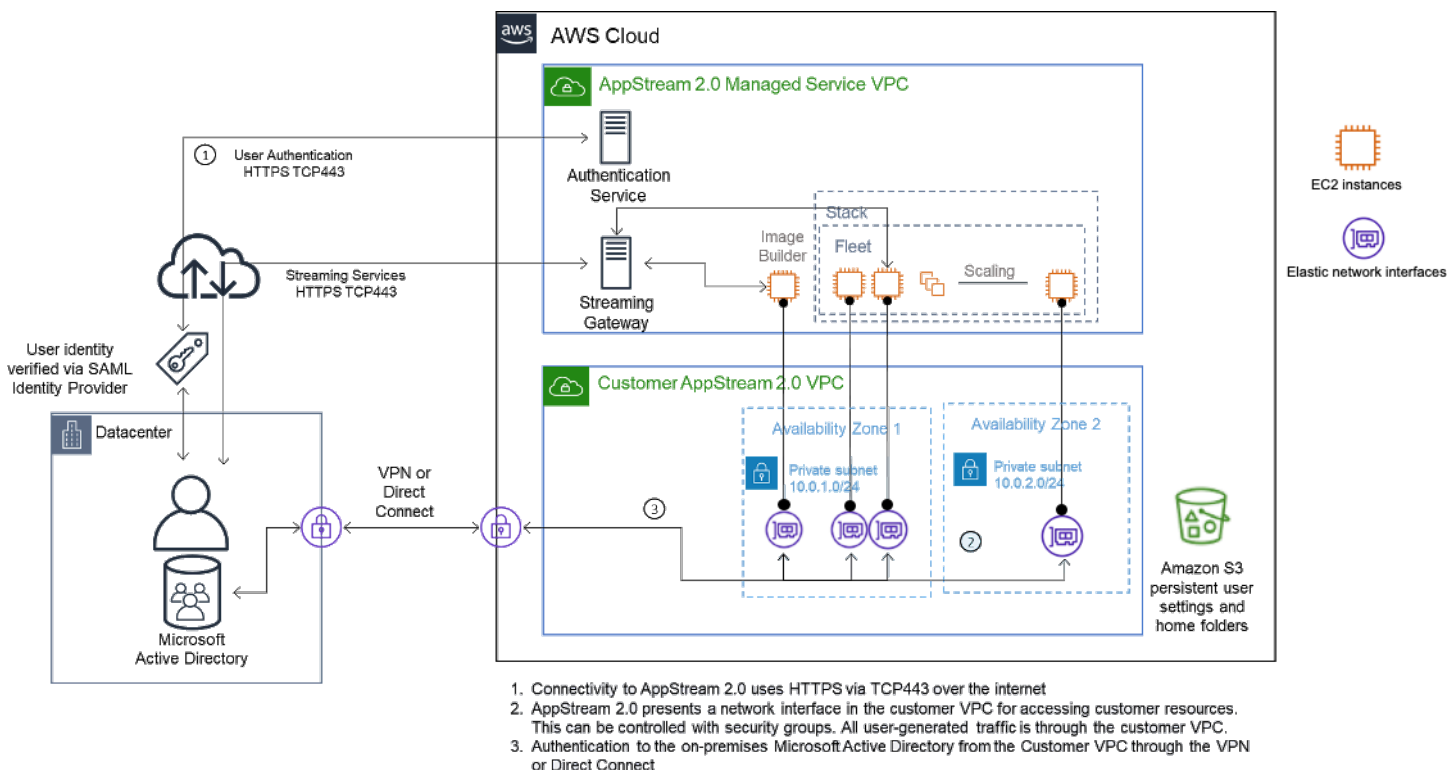 aws
AWS Cloud
AppStream 2.0 Managed Service VPC
1
User Authentication
HTTPS TCP443
Authentication
Service
EC2 instances
Stack
Image
Builder
Fleet
Scaling
Elastic network interfaces
Streaming Services
HTTPS TCP443
Streaming
Gateway
User identity
verified via SAML
Identity Provider
Customer AppStream 2.0 VPC
Datacenter
Availability Zone 1
Availability Zone 2
Private subnet
10.0.1.0/24
Private subnet
10.0.2.0/24
VPN or
Direct
Connect
3
2
Amazon S3
persistent user
settings and
home folders
Microsoft
Active Directory
1. Connectivity to AppStream 2.0 uses HTTPS via TCP443 over the internet
2. AppStream 2.0 presents a network interface in the customer VPC for accessing customer resources.
This can be controlled with security groups. All user-generated traffic is through the customer VPC.
3. Authentication to the on-premises Microsoft Active Directory from the Customer VPC through the VPN
or Direct Connect